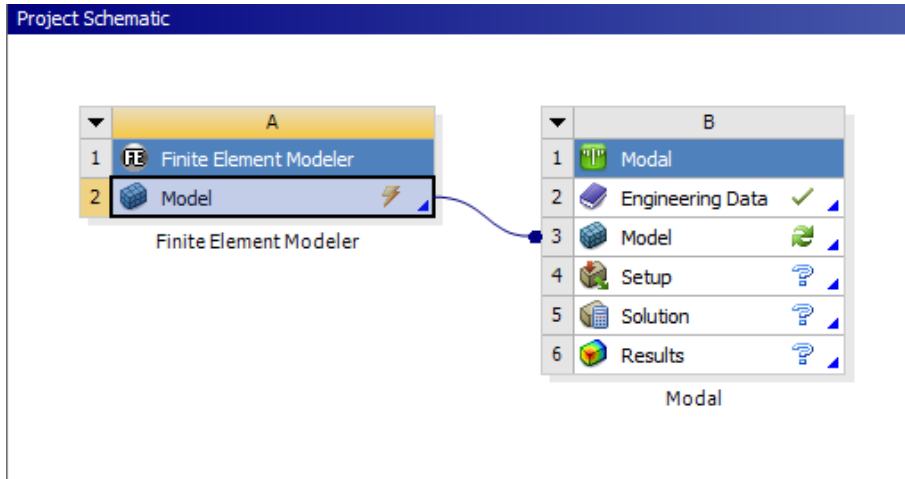 Project Schematic
A
1 FE Finite Element Modeler
2 Model
Finite Element Modeler
B
1 Modal
2 Engineering Data
3 Model
4 Setup
5 Solution
6 Results
Modal